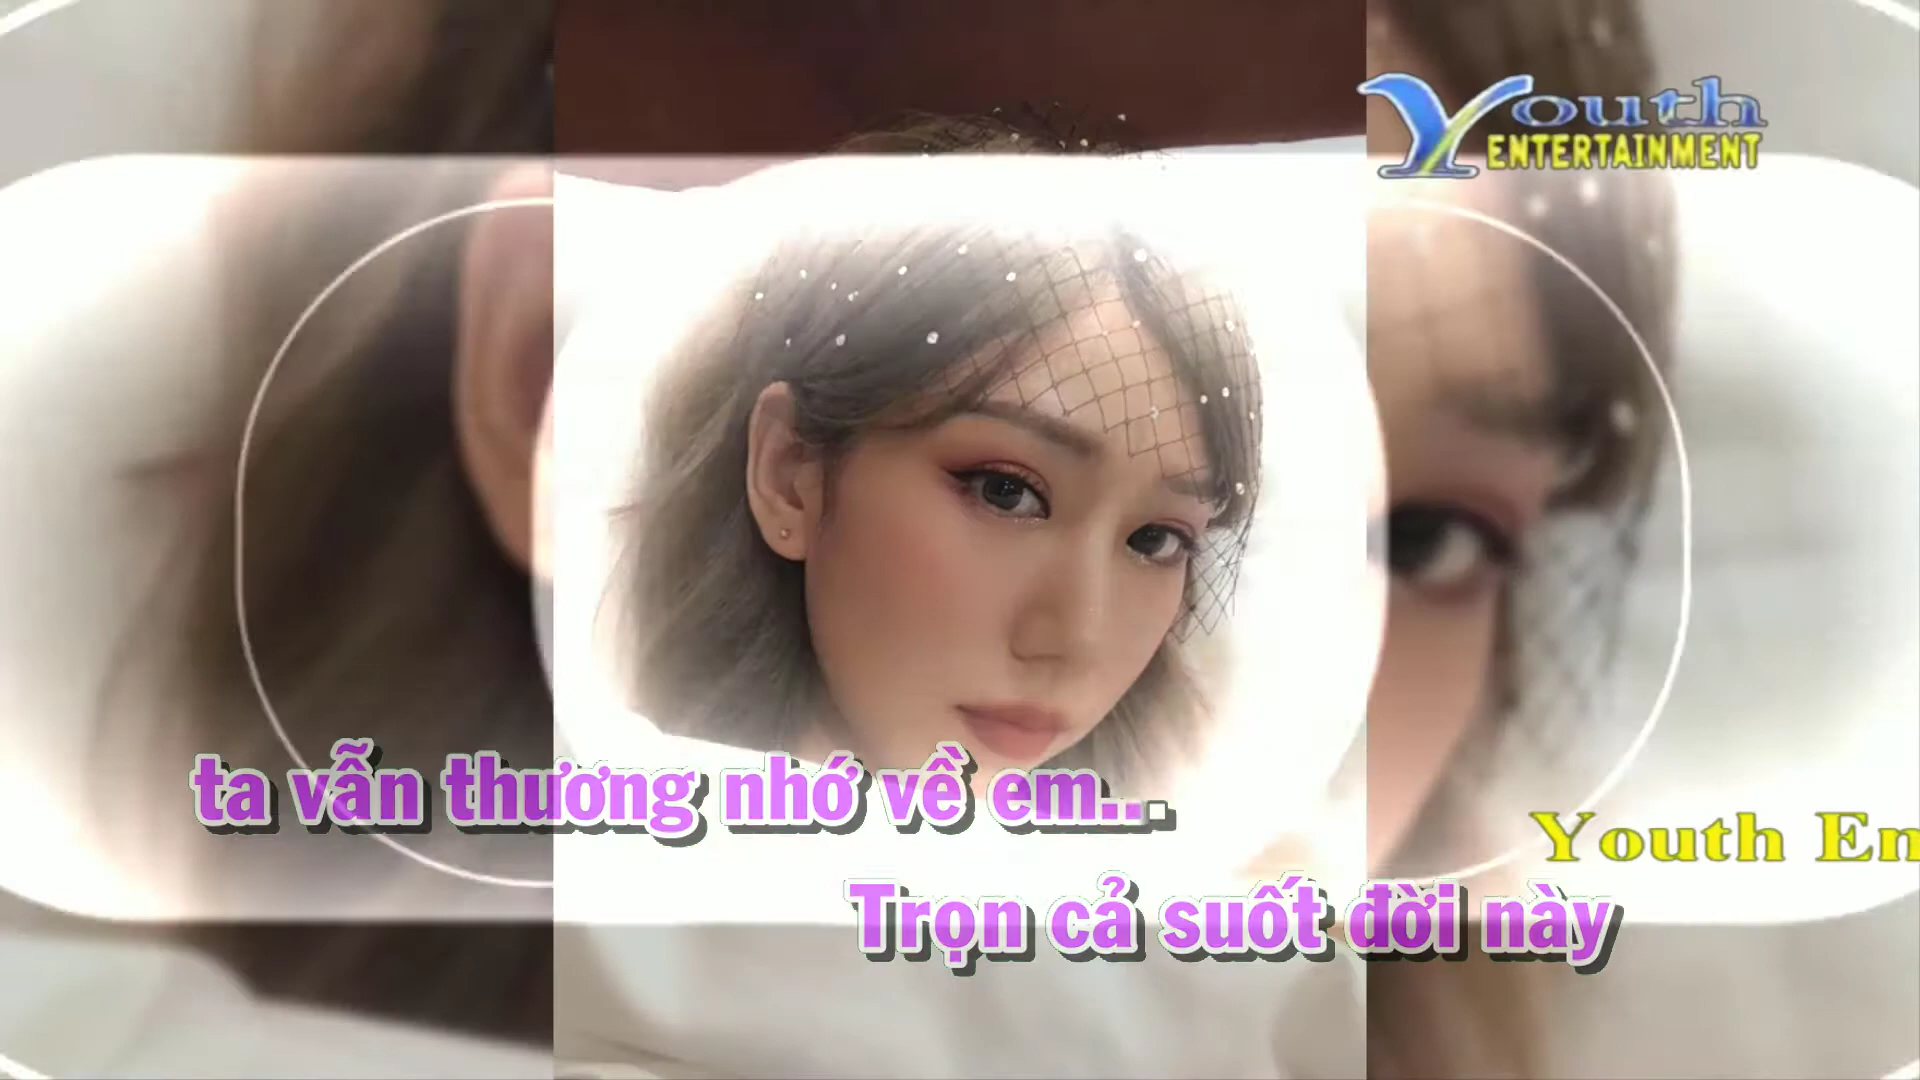 Youth
ENTERTAINMENT
ta vẫn thương nhớ về em...
Youth En
Trọn cả suốt đời này